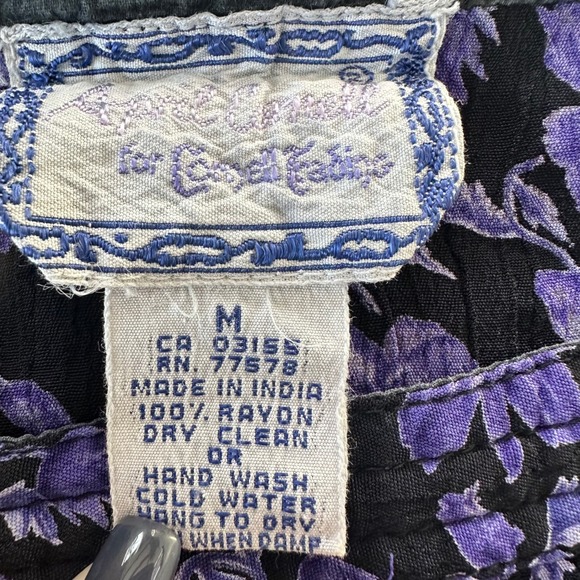 April Cornell
for Cornell Trading
M
CA 03155
RN. 77578
MADE IN INDIA
100% RAYON
DRY CLEAN
OR
HAND WASH
COLD WATER
HANG TO DRY
WHEN DAMP